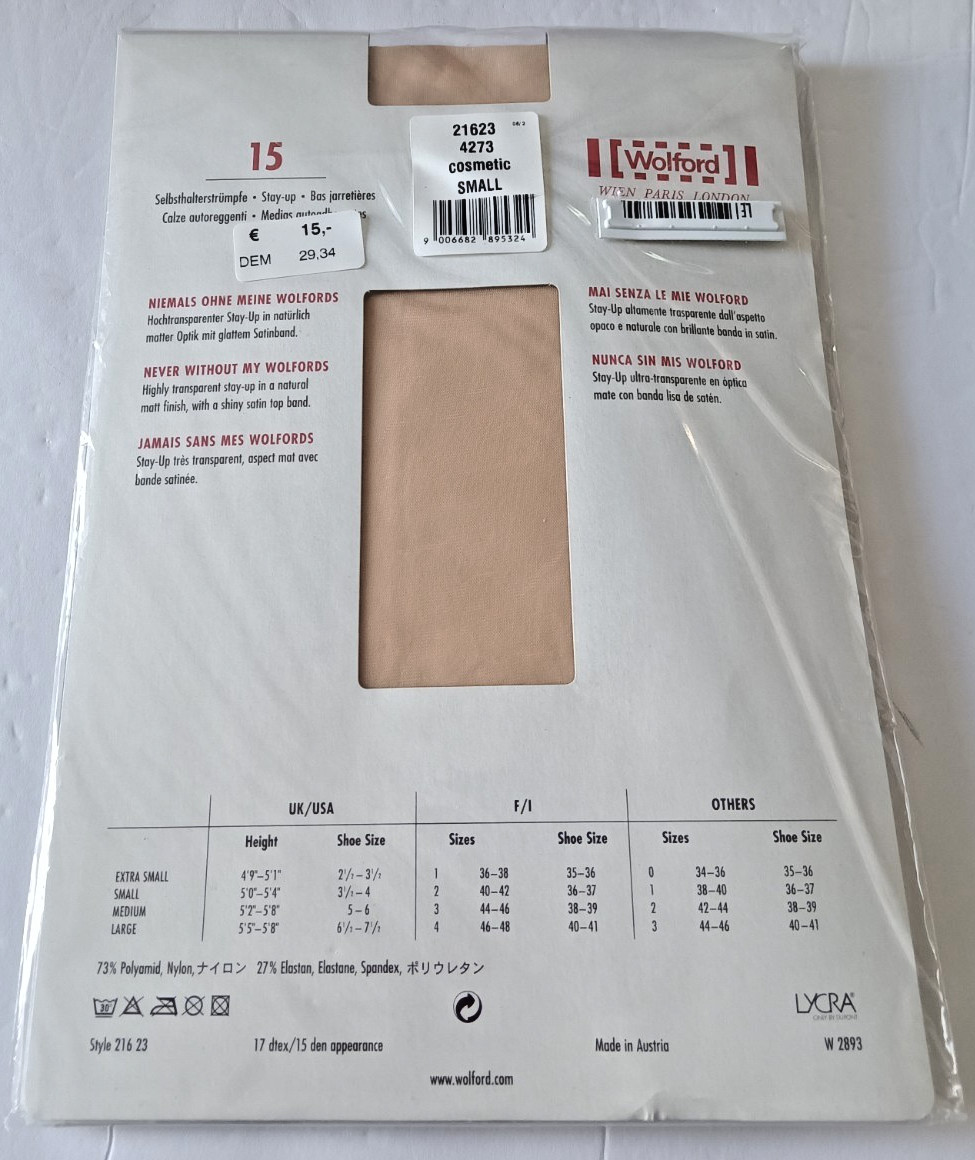 15
Selbsthalterstrümpfe • Stay-up • Bas jarretières
Calze autoreggenti • Medias
€ 15,-
DEM 29,34
21623 08/2
4273
cosmetic
SMALL
9 006682 895324
Wolford
WIEN PARIS LONDON
NIEMALS OHNE MEINE WOLFORDS
Hochtransparenter Stay-Up in natürlich
matter Optik mit glattem Satinband.
NEVER WITHOUT MY WOLFORDS
Highly transparent stay-up in a natural
matt finish, with a shiny satin top band.
JAMAIS SANS MES WOLFORDS
Stay-Up très transparent, aspect mat avec
bande satinée.
MAI SENZA LE MIE WOLFORD
Stay-Up altamente trasparente dall'aspetto
opaco e naturale con brillante banda in satin.
NUNCA SIN MIS WOLFORD
Stay-Up ultra-transparente en óptica
mate con banda lisa de satén.
UK/USA F/I OTHERS
Height Shoe Size Sizes Shoe Size Sizes Shoe Size
EXTRA SMALL 4'9"–5'1" 2½–3½ 1 36–38 35–36 0 34–36 35–36
SMALL 5'0"–5'4" 3½–4 2 40–42 36–37 1 38–40 36–37
MEDIUM 5'2"–5'8" 5–6 3 44–46 38–39 2 42–44 38–39
LARGE 5'5"–5'8" 6½–7½ 4 46–48 40–41 3 44–46 40–41
73% Polyamid, Nylon, ナイロン 27% Elastan, Elastane, Spandex, ポリウレタン
30°
LYCRA®
ONLY BY DUPONT
Style 216 23 17 dtex/15 den appearance Made in Austria W 2893
www.wolford.com